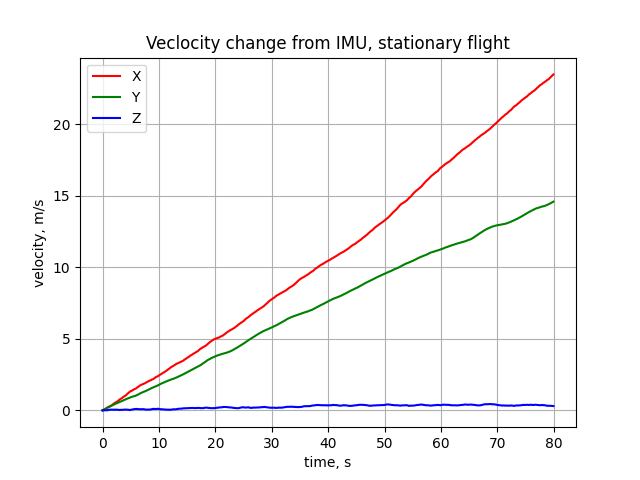 Veclocity change from IMU, stationary flight
X
Y
Z
20
15
10
5
0
velocity, m/s
0 10 20 30 40 50 60 70 80
time, s